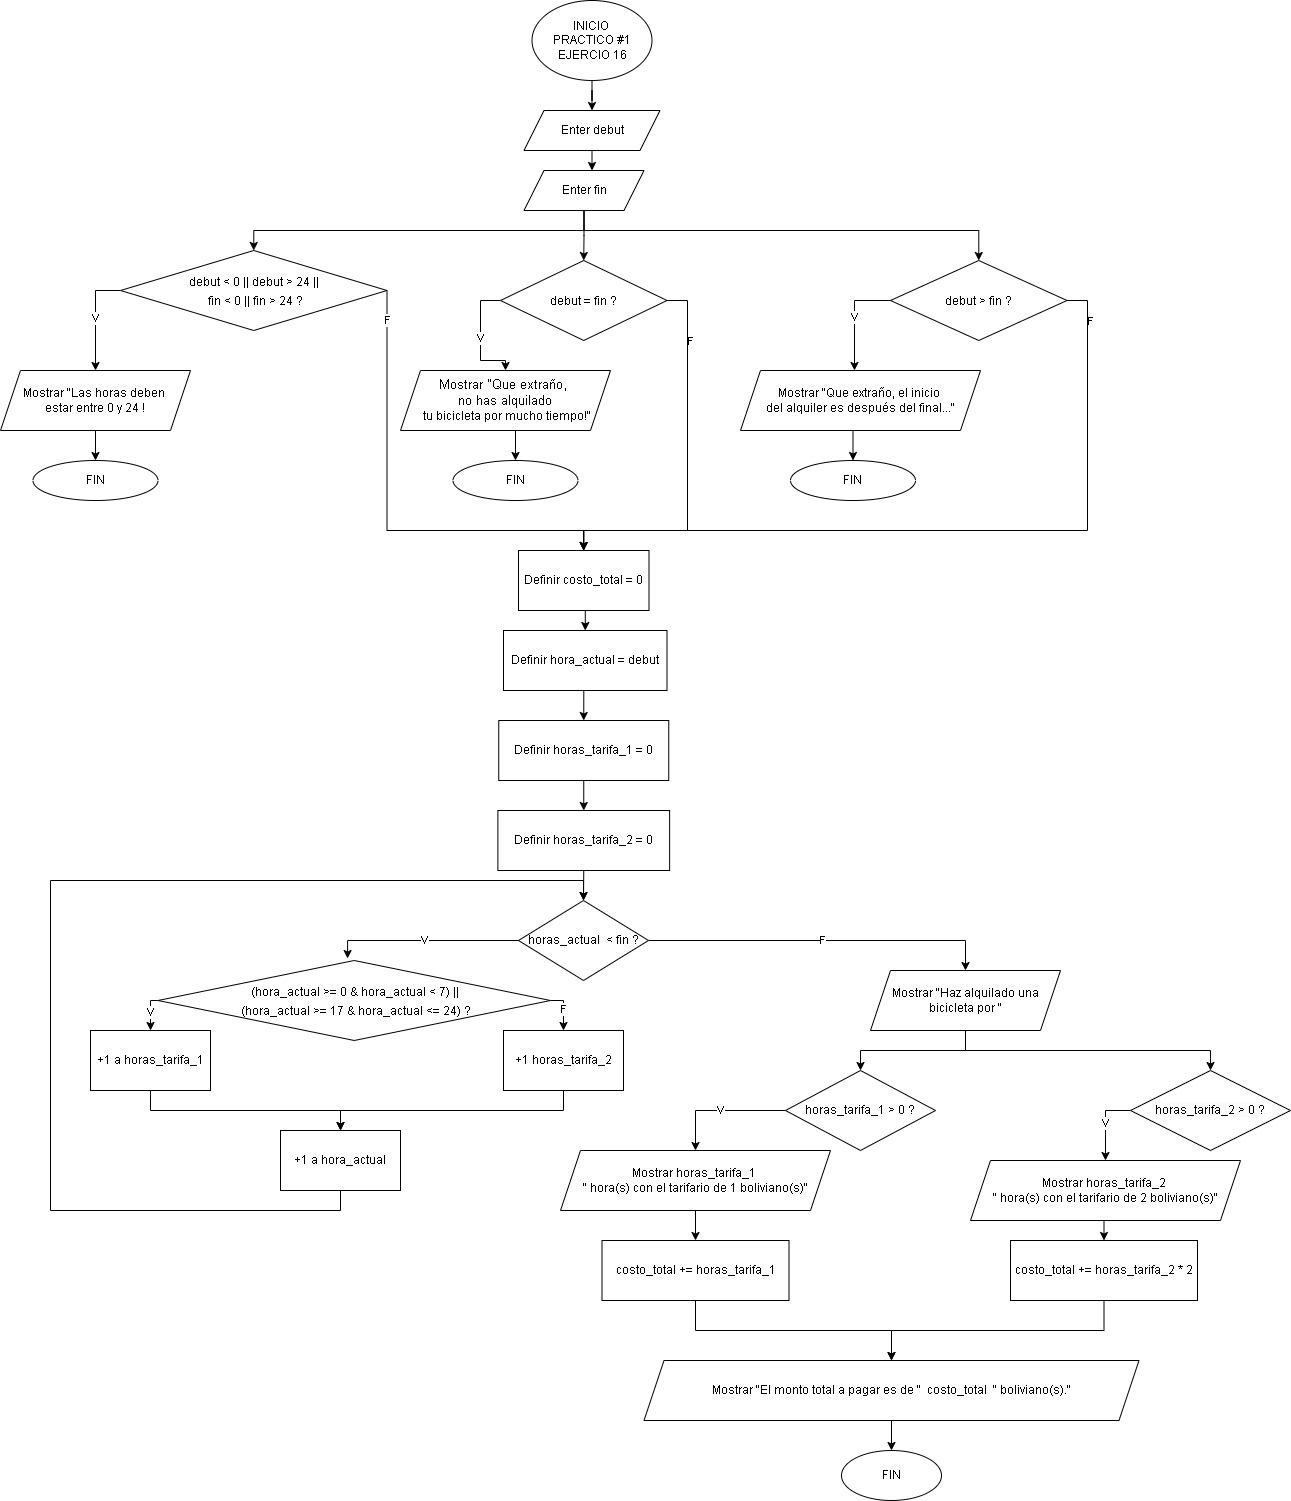 INICIO
PRACTICO #1
EJERCIO 16
Enter debut
Enter fin
debut < 0 || debut > 24 ||
fin < 0 || fin > 24 ?
debut = fin ?
debut > fin ?
V
F
V
F
V
F
Mostrar "Las horas deben
estar entre 0 y 24 !
Mostrar "Que extraño,
no has alquilado
tu bicicleta por mucho tiempo!"
Mostrar "Que extraño, el inicio
del alquiler es después del final..."
FIN
FIN
FIN
Definir costo_total = 0
Definir hora_actual = debut
Definir horas_tarifa_1 = 0
Definir horas_tarifa_2 = 0
horas_actual < fin ?
V
F
(hora_actual >= 0 & hora_actual < 7) ||
(hora_actual >= 17 & hora_actual <= 24) ?
V
F
+1 a horas_tarifa_1
+1 horas_tarifa_2
+1 a hora_actual
Mostrar "Haz alquilado una
bicicleta por "
horas_tarifa_1 > 0 ?
horas_tarifa_2 > 0 ?
V
V
Mostrar horas_tarifa_1
" hora(s) con el tarifario de 1 boliviano(s)"
Mostrar horas_tarifa_2
" hora(s) con el tarifario de 2 boliviano(s)"
costo_total += horas_tarifa_1
costo_total += horas_tarifa_2 * 2
Mostrar "El monto total a pagar es de " costo_total " boliviano(s)."
FIN